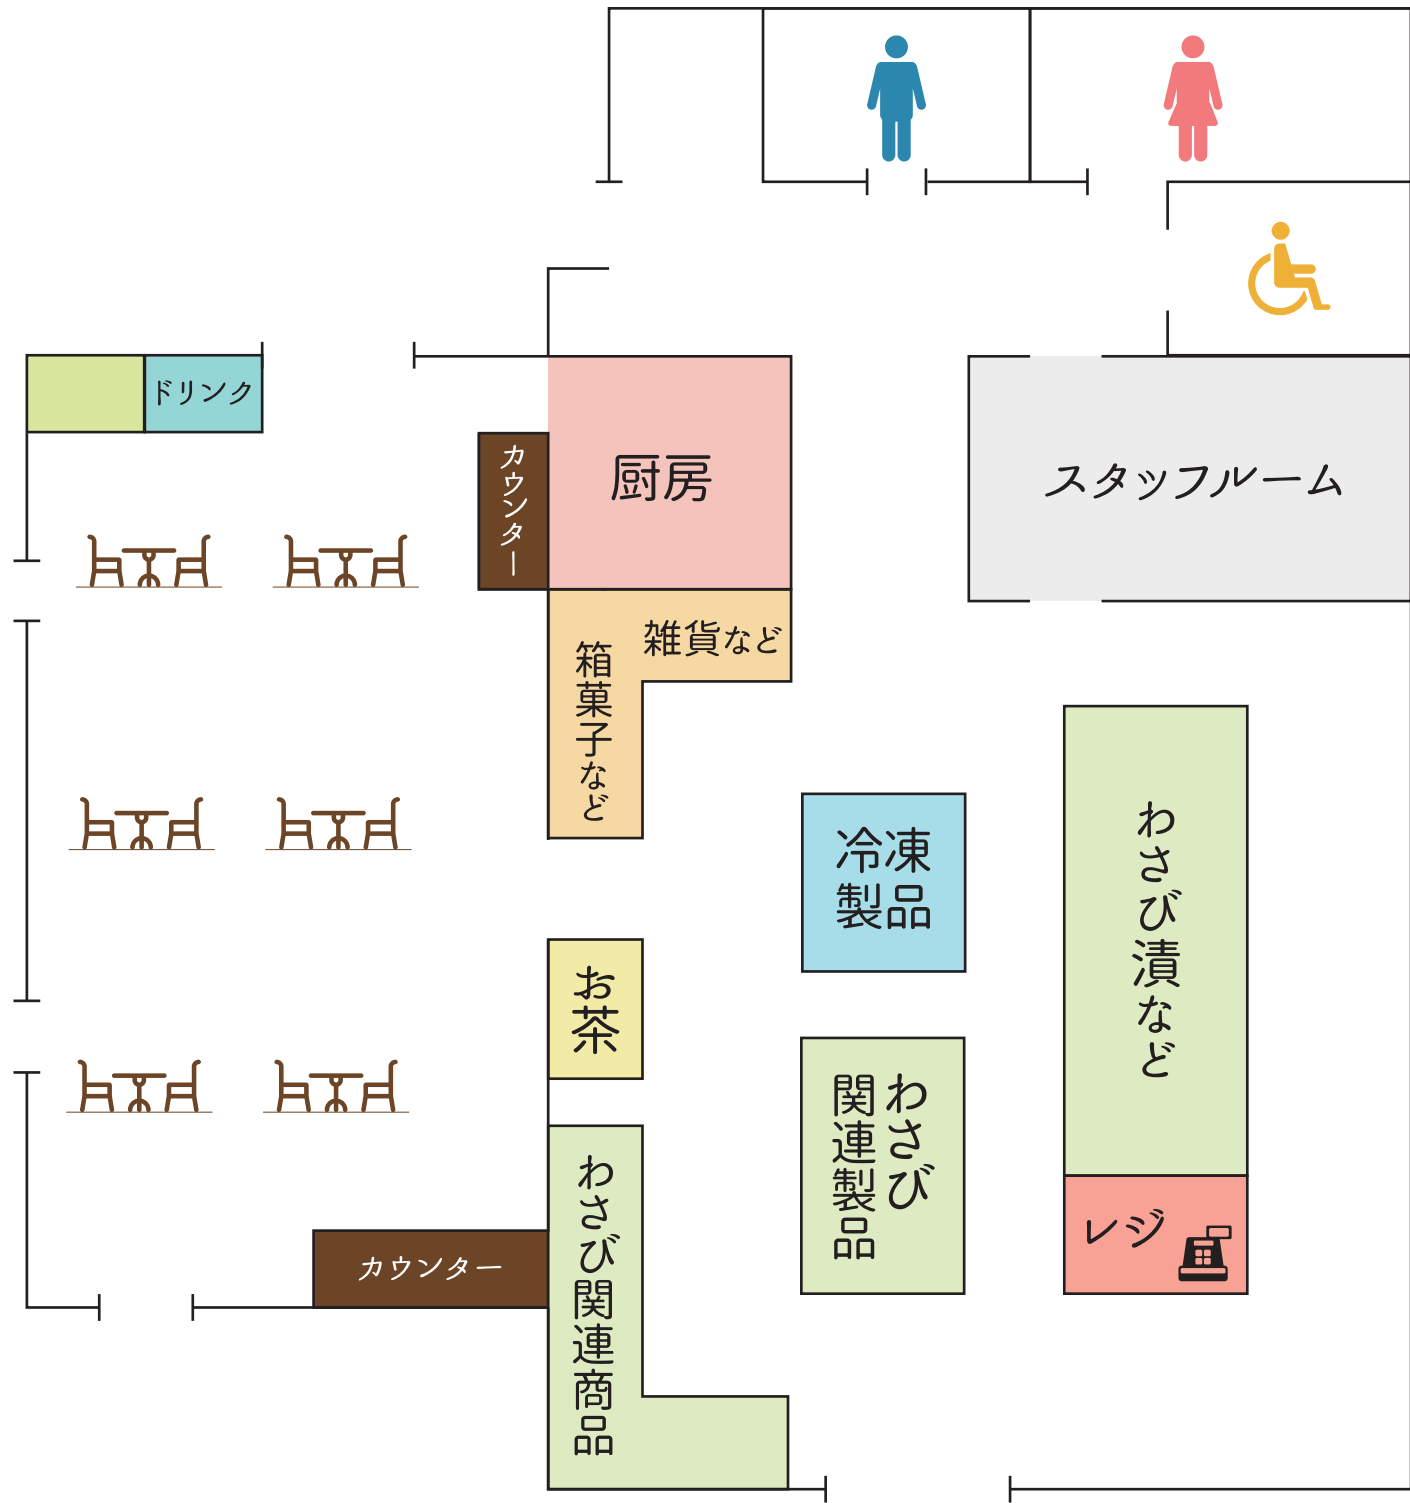 ドリンク
カウンター
厨房
スタッフルーム
雑貨など
箱菓子など
冷凍
製品
わさび漬など
お茶
わさび
関連製品
わさび関連商品
レジ
カウンター